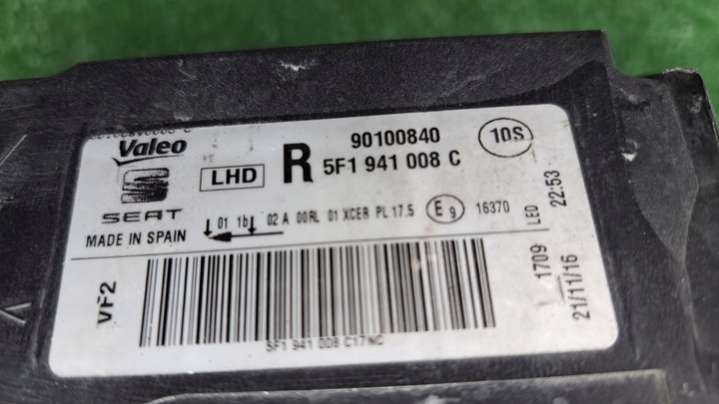 Valeo
90100840
10S
LHD
R
5F1 941 008 C
SEAT
01 1b 02 A 00RL 01 XCER PL 17.5
E 9
16370
MADE IN SPAIN
VF2
5F1 941 008 C17NC
LED 22:53
1709
21/11/16